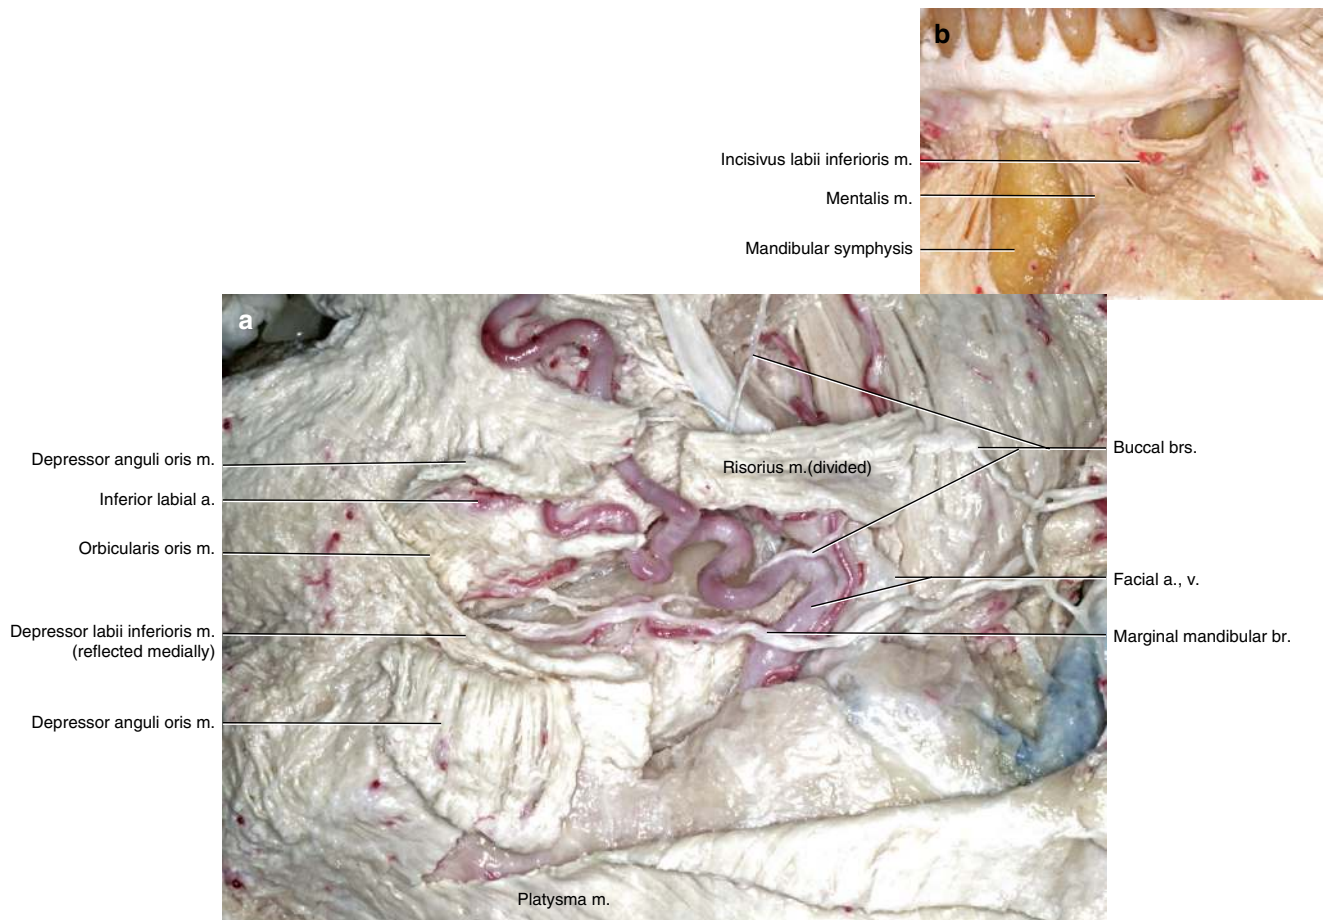 b
Incisivus labii inferioris m.
Mentalis m.
Mandibular symphysis
a
Depressor anguli oris m.
Inferior labial a.
Orbicularis oris m.
Depressor labii inferioris m.
(reflected medially)
Depressor anguli oris m.
Risorius m.(divided)
Platysma m.
Buccal brs.
Facial a., v.
Marginal mandibular br.